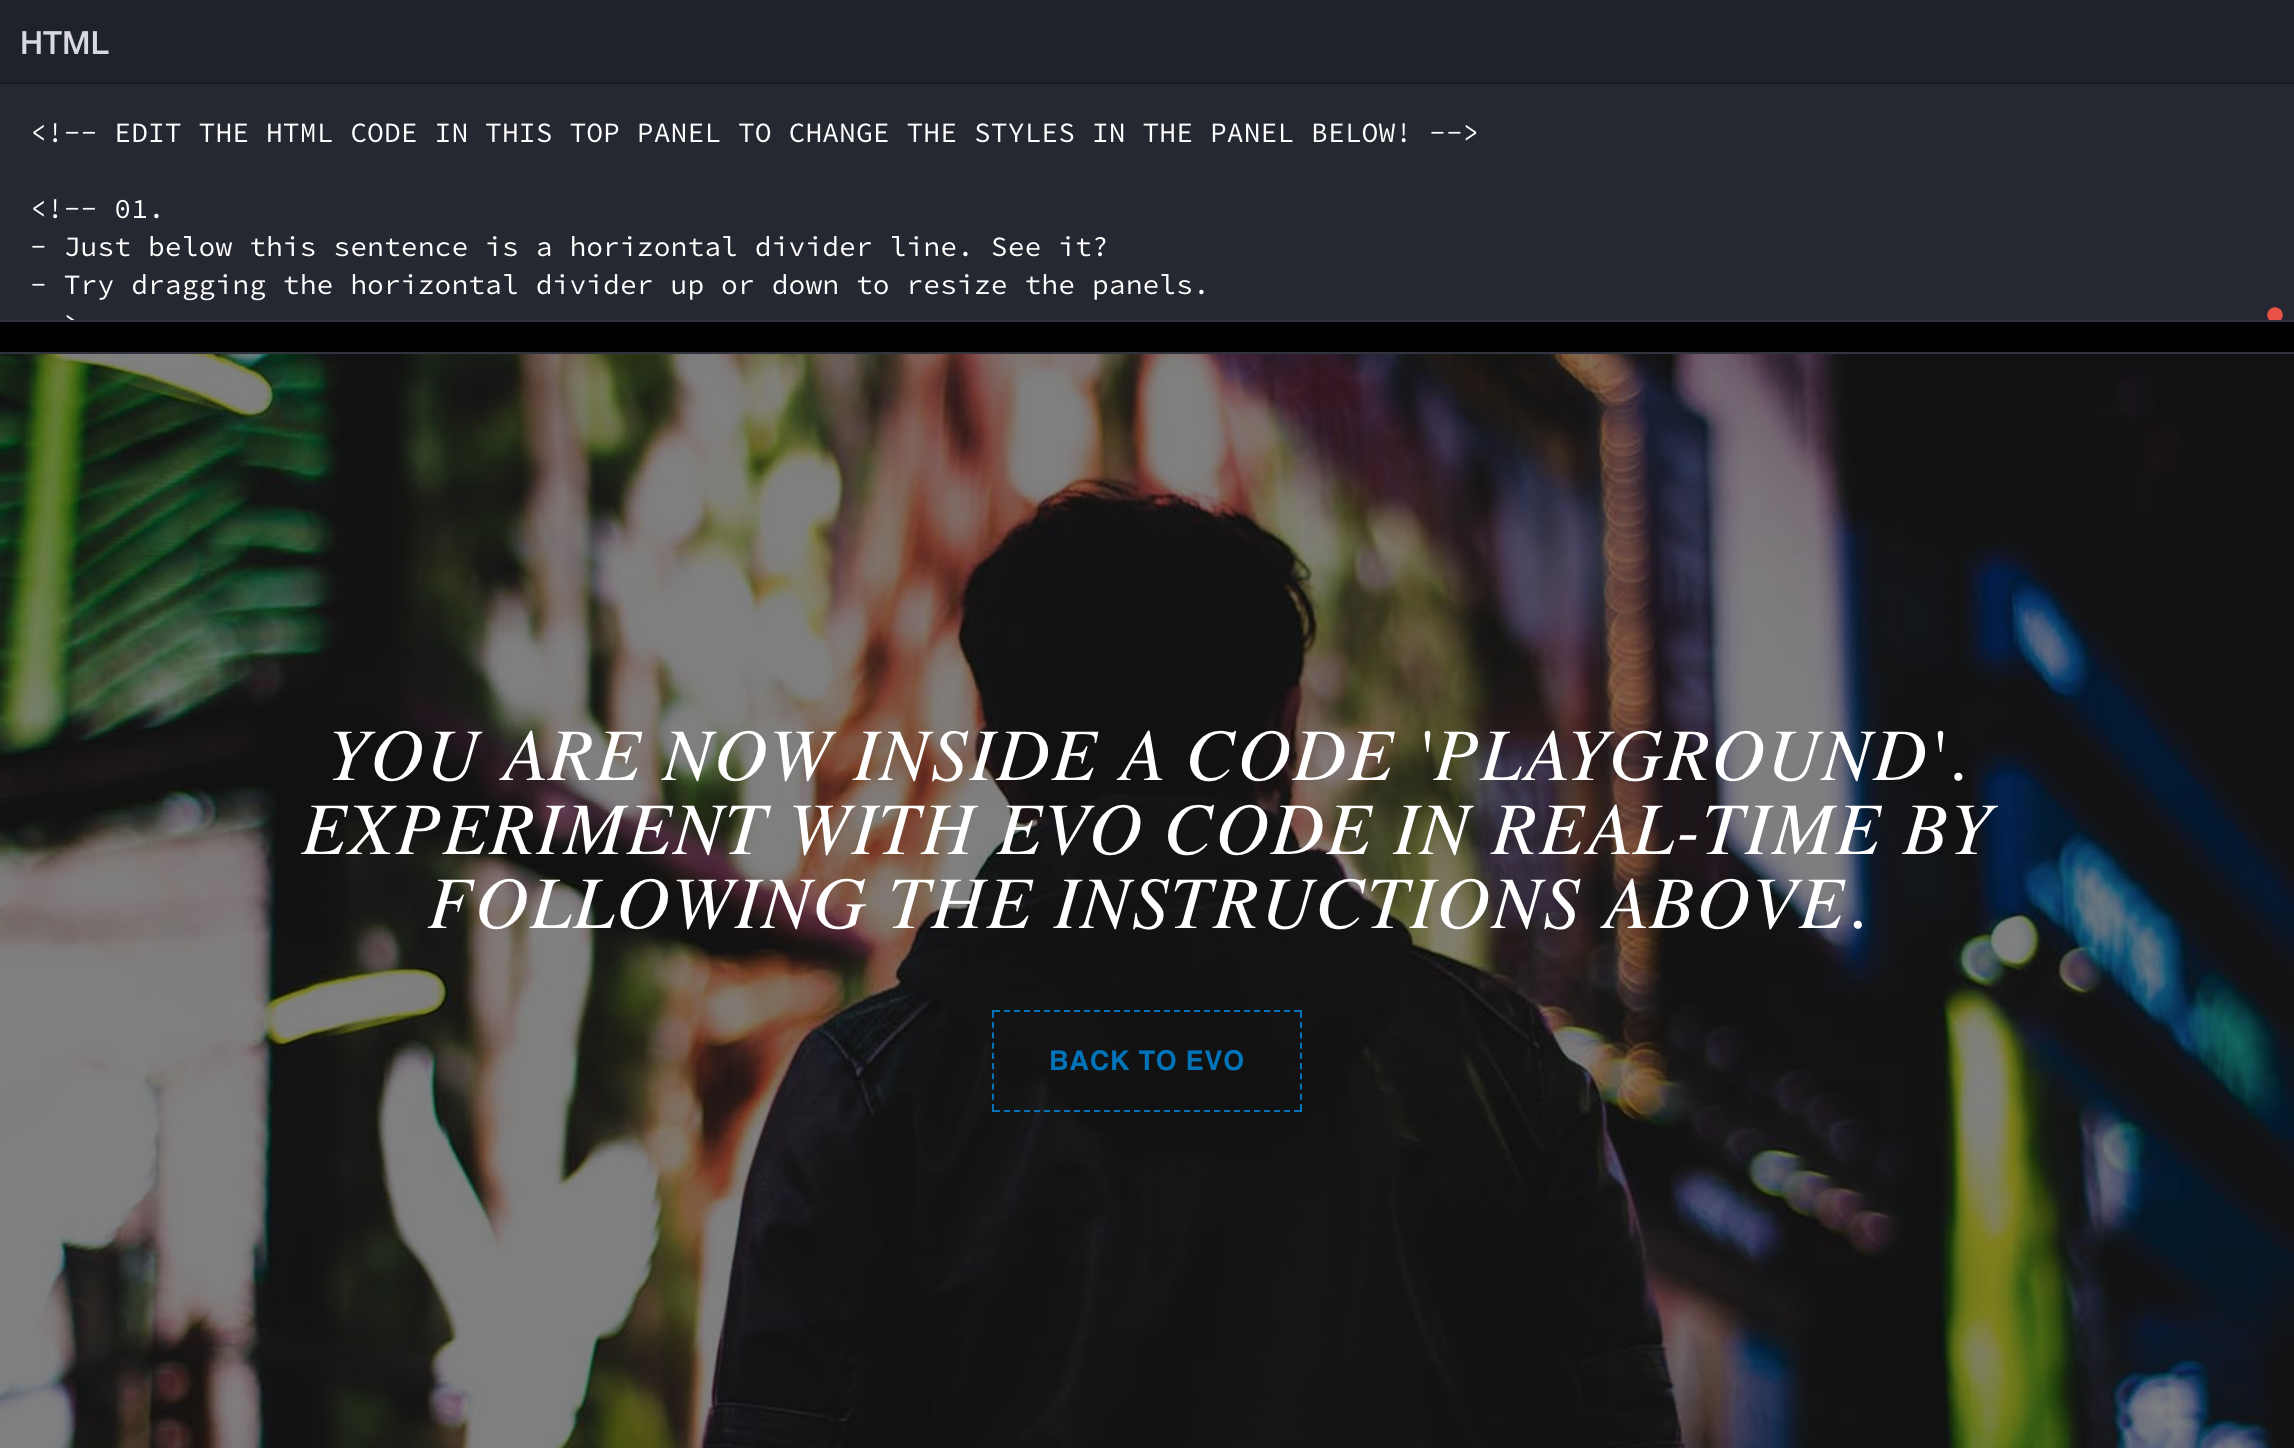 HTML
<!-- EDIT THE HTML CODE IN THIS TOP PANEL TO CHANGE THE STYLES IN THE PANEL BELOW! -->
<!-- 01.
- Just below this sentence is a horizontal divider line. See it?
- Try dragging the horizontal divider up or down to resize the panels.
YOU ARE NOW INSIDE A CODE 'PLAYGROUND'.
EXPERIMENT WITH EVO CODE IN REAL-TIME BY
FOLLOWING THE INSTRUCTIONS ABOVE.
BACK TO EVO